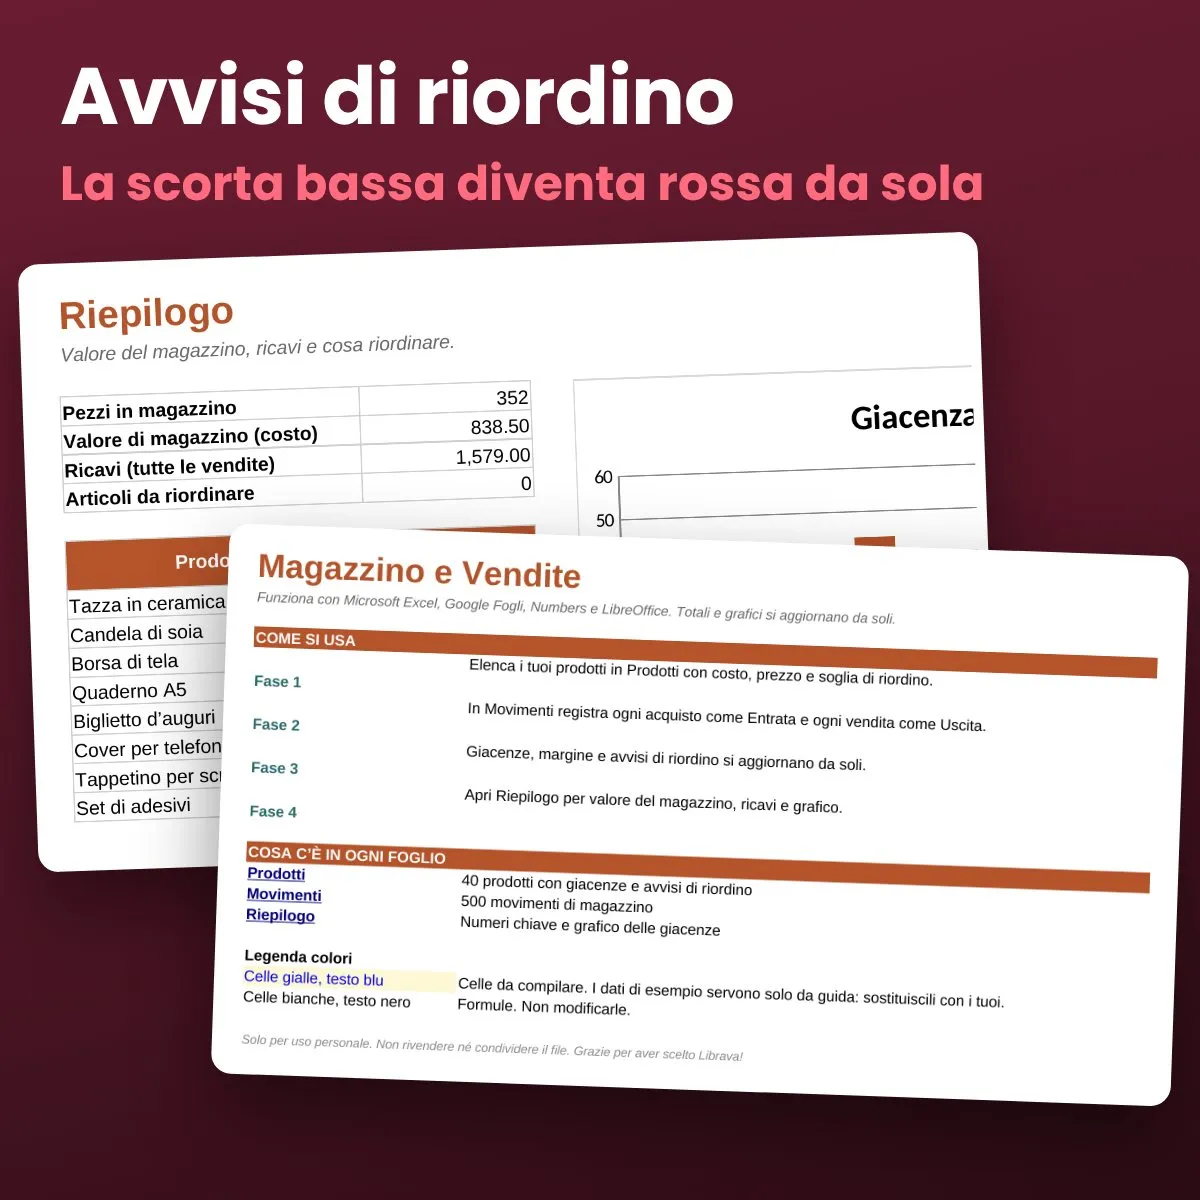 Avvisi di riordino
La scorta bassa diventa rossa da sola
Riepilogo
Valore del magazzino, ricavi e cosa riordinare.
Pezzi in magazzino 352
Valore di magazzino (costo) 838.50
Ricavi (tutte le vendite) 1,579.00
Articoli da riordinare 0
Giacenza
60
50
Tazza in ceramica
Candela di soia
Borsa di tela
Quaderno A5
Biglietto d’auguri
Cover per
Tappetino per
Set di adesivi
Magazzino e Vendite
Funziona con Microsoft Excel, Google Fogli, Numbers e LibreOffice. Totali e grafici si aggiornano da soli.
COME SI USA
Fase 1 Elenca i tuoi prodotti in Prodotti con costo, prezzo e soglia di riordino.
Fase 2 In Movimenti registra ogni acquisto come Entrata e ogni vendita come Uscita.
Fase 3 Giacenze, margine e avvisi di riordino si aggiornano da soli.
Fase 4 Apri Riepilogo per valore del magazzino, ricavi e grafico.
COSA C’È IN OGNI FOGLIO
Prodotti 40 prodotti con giacenze e avvisi di riordino
Movimenti 500 movimenti di magazzino
Riepilogo Numeri chiave e grafico delle giacenze
Legenda colori
Celle gialle, testo blu Celle da compilare. I dati di esempio servono solo da guida: sostituiscili con i tuoi.
Celle bianche, testo nero Formule. Non modificarle.
Solo per uso personale. Non rivendere né condividere il file. Grazie per aver scelto Librava!